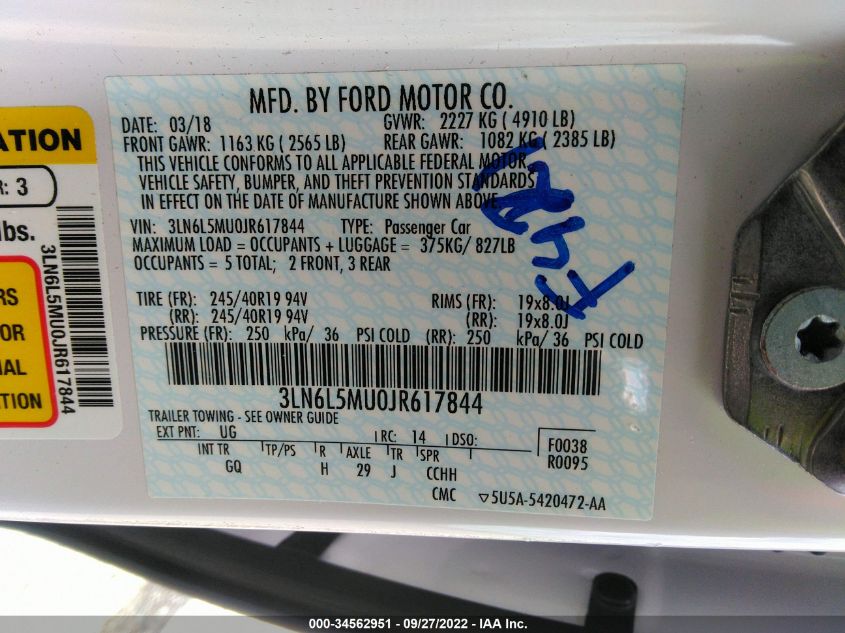 MFD. BY FORD MOTOR CO.
DATE: 03/18 GVWR: 2227 KG ( 4910 LB)
FRONT GAWR: 1163 KG ( 2565 LB) REAR GAWR: 1082 KG ( 2385 LB)
THIS VEHICLE CONFORMS TO ALL APPLICABLE FEDERAL MOTOR
VEHICLE SAFETY, BUMPER, AND THEFT PREVENTION STANDARDS
IN EFFECT ON THE DATE OF MANUFACTURE SHOWN ABOVE.
VIN: 3LN6L5MU0JR617844 TYPE: Passenger Car
MAXIMUM LOAD = OCCUPANTS + LUGGAGE = 375KG/ 827LB
OCCUPANTS = 5 TOTAL; 2 FRONT, 3 REAR
TIRE (FR): 245/40R19 94V RIMS (FR): 19x8.0J
(RR): 245/40R19 94V (RR): 19x8.0J
PRESSURE (FR): 250 kPa/ 36 PSI COLD (RR): 250 kPa/ 36 PSI COLD
3LN6L5MU0JR617844
TRAILER TOWING - SEE OWNER GUIDE
EXT PNT: UG RC: 14 DSO: F0038
INT TR TP/PS R AXLE TR SPR R0095
GQ H 29 J CCHH
CMC ▽5U5A-5420472-AA
ATION
R: 3
lbs.
RS
OR
IAL
TION
3LN6L5MU0JR617844
000-34562951 - 09/27/2022 - IAA Inc.